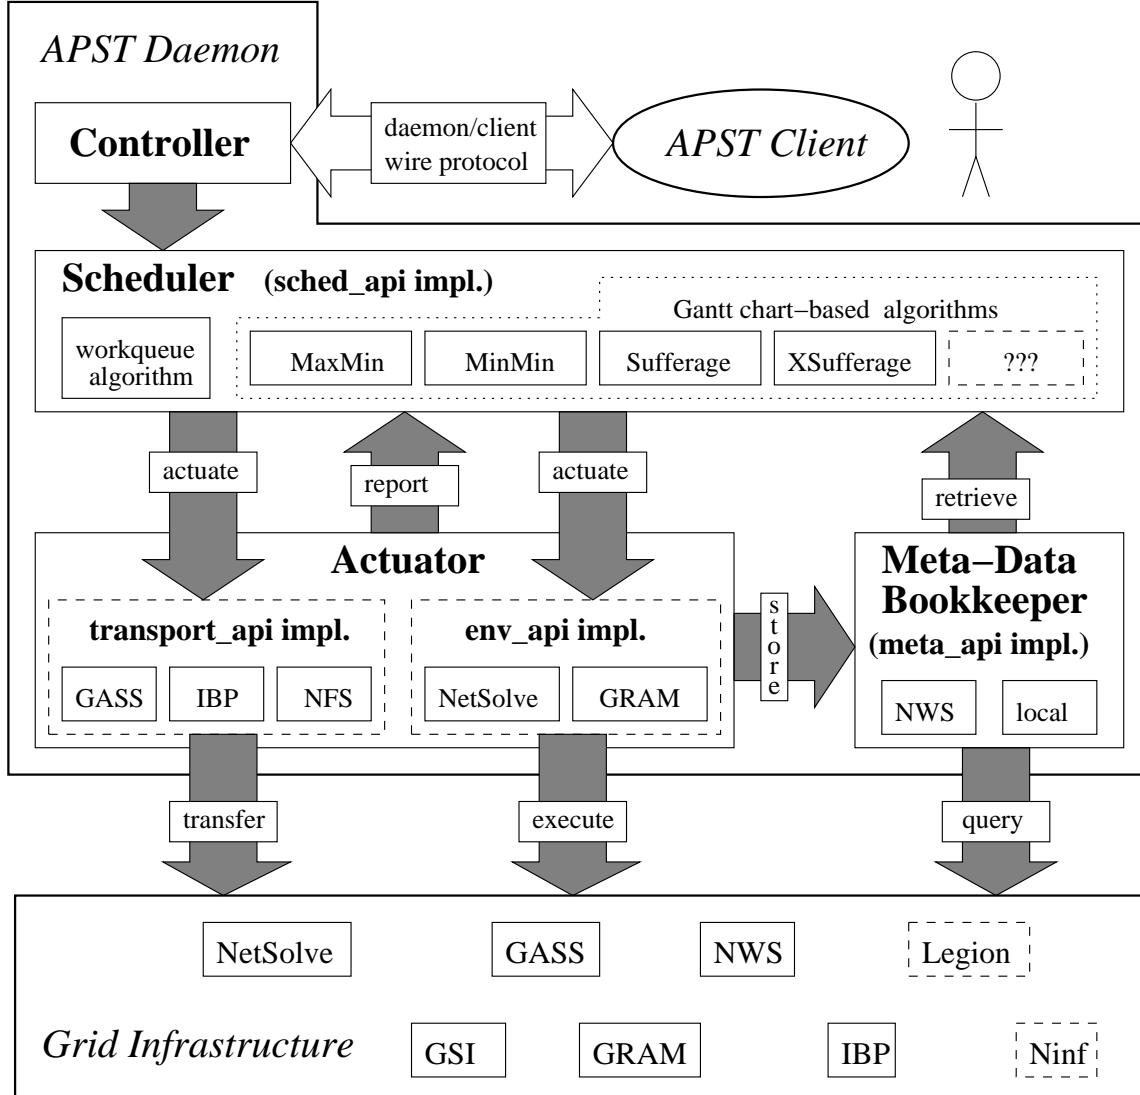 APST Daemon
Controller
daemon/client
wire protocol
APST Client
Scheduler (sched_api impl.)
Gantt chart−based algorithms
workqueue
algorithm
MaxMin
MinMin
Sufferage
XSufferage
???
actuate
report
actuate
retrieve
Actuator
transport_api impl.
GASS
IBP
NFS
env_api impl.
NetSolve
GRAM
store
Meta−Data
Bookkeeper
(meta_api impl.)
NWS
local
transfer
execute
query
NetSolve
GASS
NWS
Legion
Grid Infrastructure
GSI
GRAM
IBP
Ninf